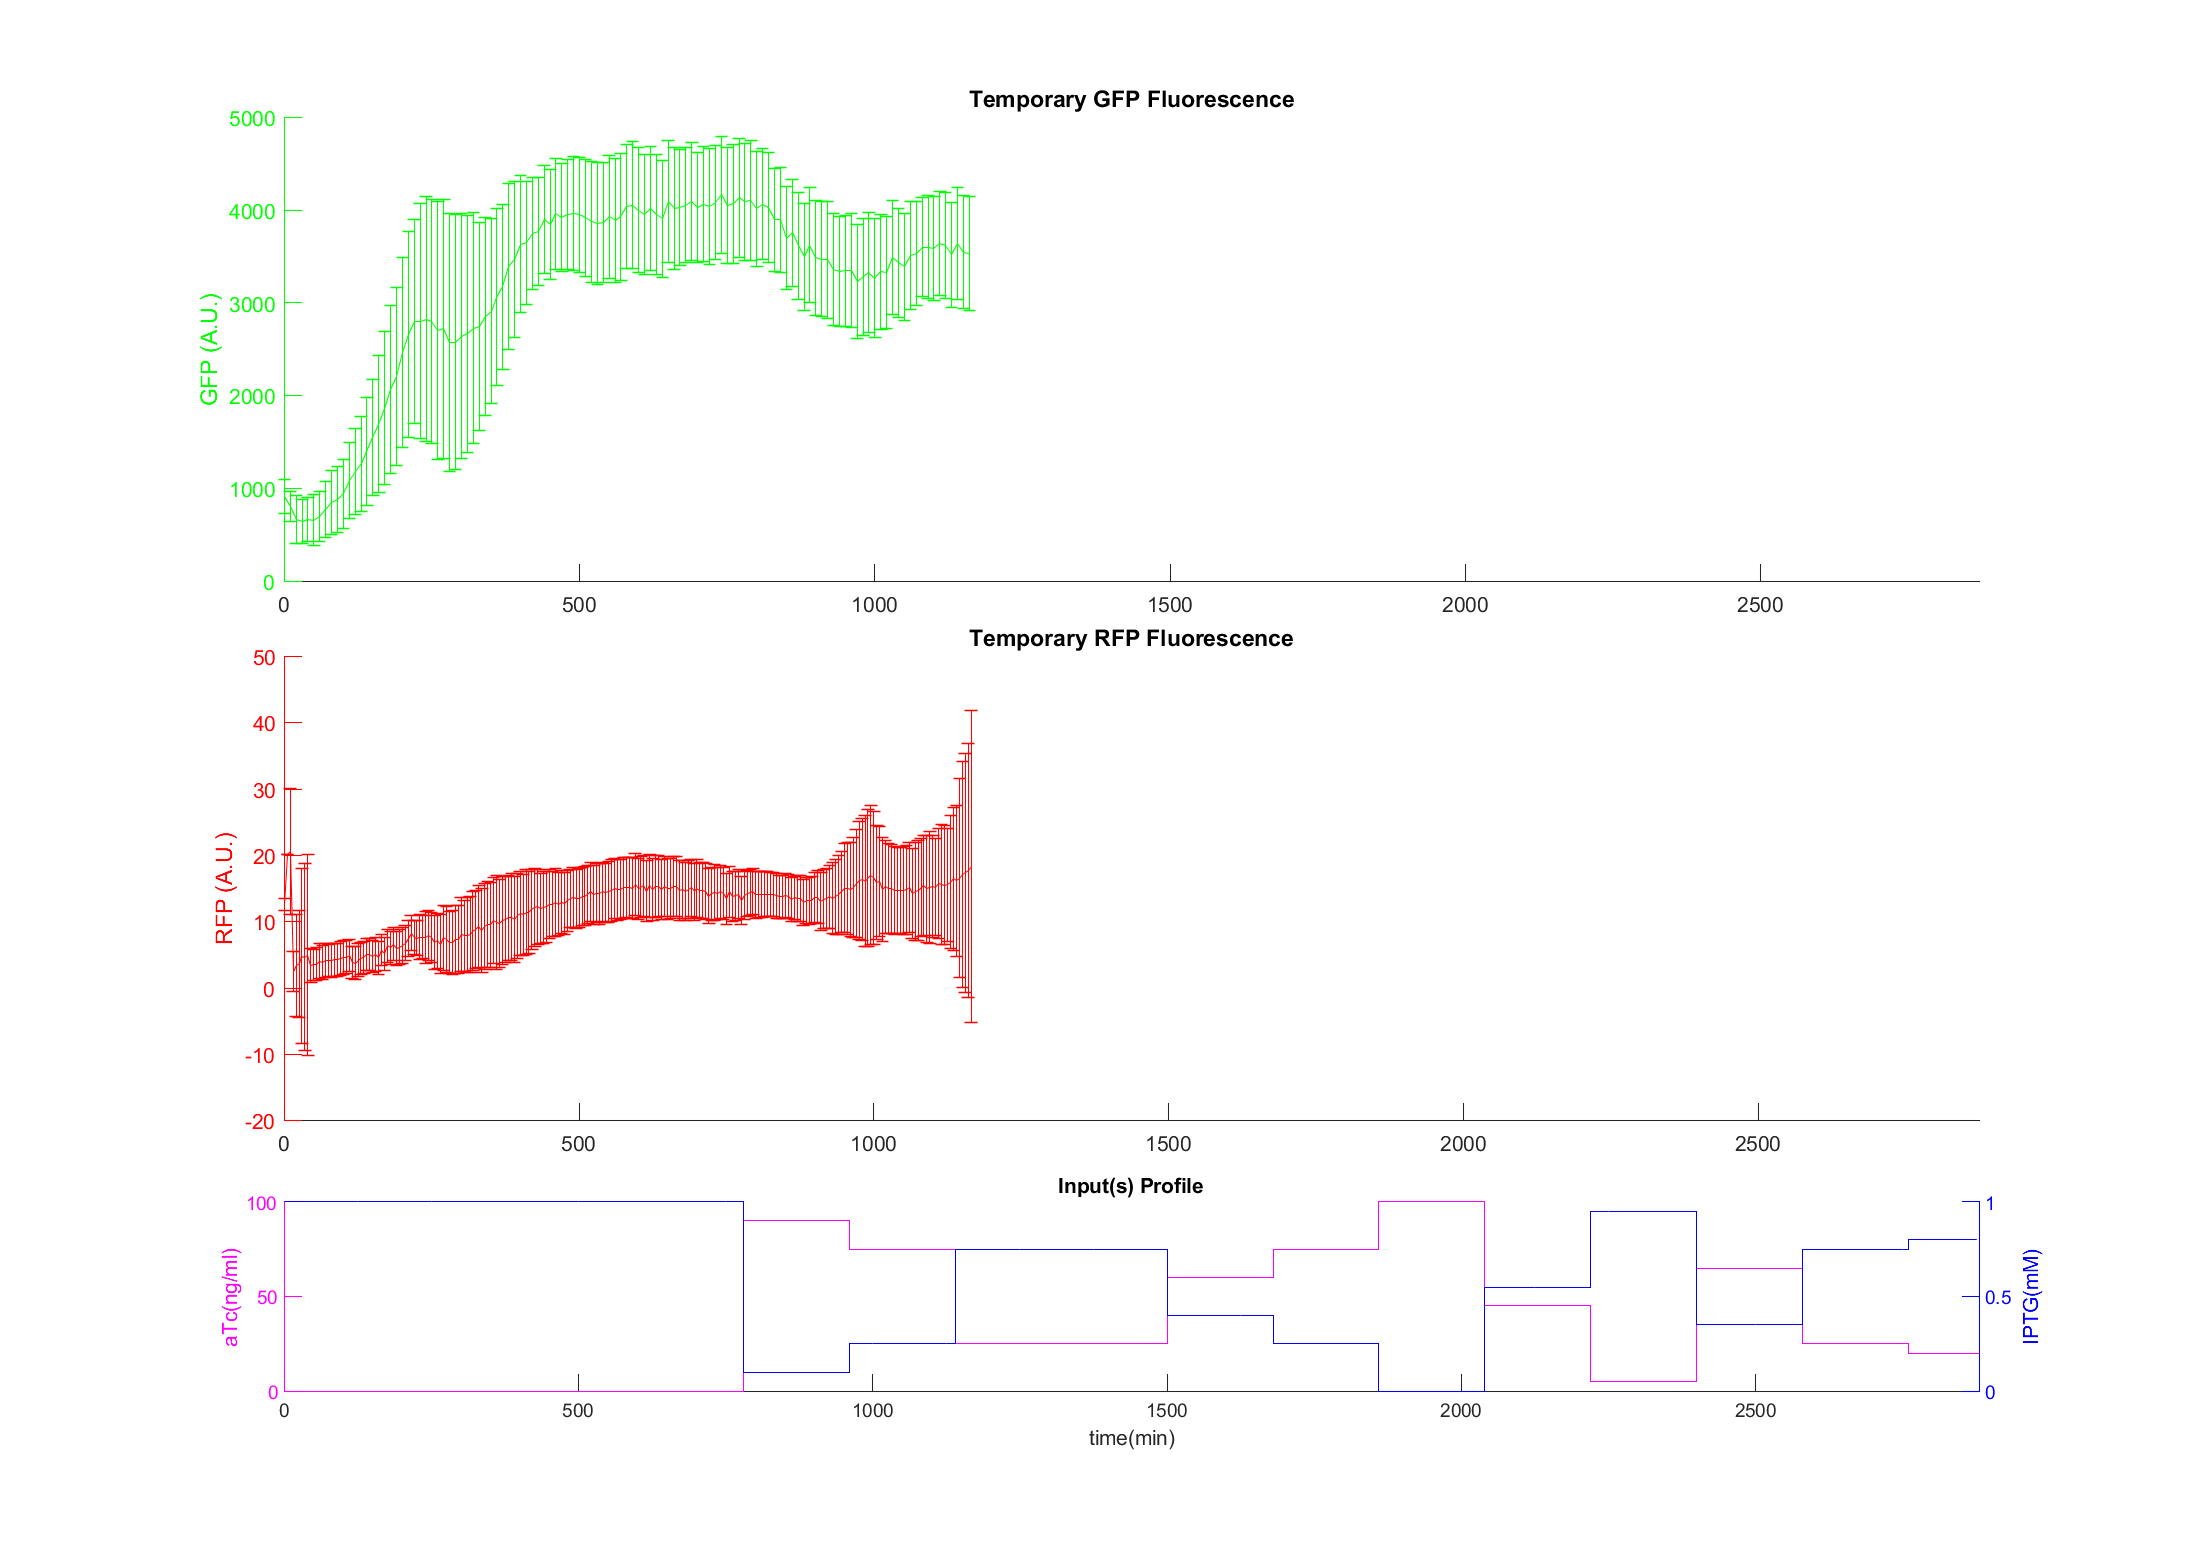 Temporary GFP Fluorescence
5000
4000
3000
2000
1000
0
GFP (A.U.)
0 500 1000 1500 2000 2500
Temporary RFP Fluorescence
50
40
30
20
10
0
-10
-20
RFP (A.U.)
0 500 1000 1500 2000 2500
Input(s) Profile
100
50
0
aTc(ng/ml)
1
0.5
0
IPTG(mM)
0 500 1000 1500 2000 2500
time(min)